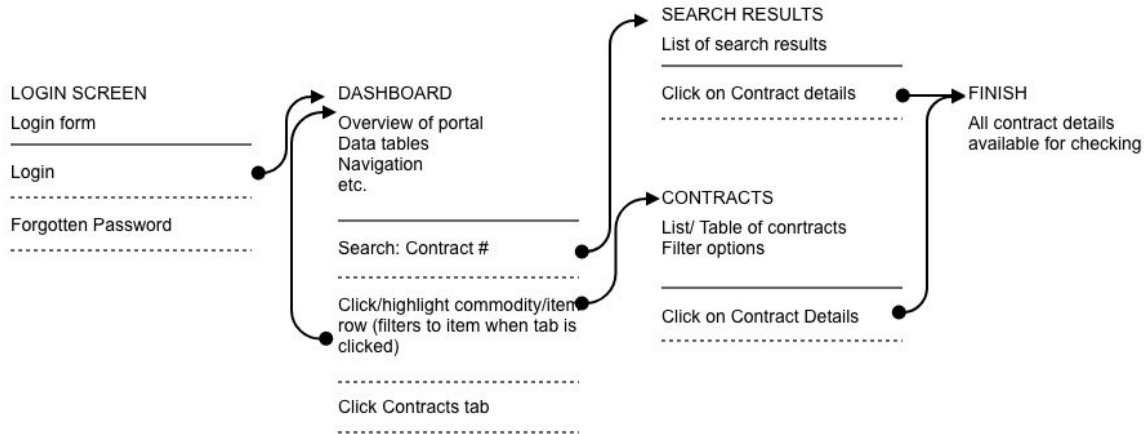 LOGIN SCREEN
Login form
Login
Forgotten Password
DASHBOARD
Overview of portal
Data tables
Navigation
etc.
Search: Contract #
Click/highlight commodity/item
row (filters to item when tab is
clicked)
Click Contracts tab
SEARCH RESULTS
List of search results
Click on Contract details
CONTRACTS
List/ Table of conrtracts
Filter options
Click on Contract Details
FINISH
All contract details
available for checking